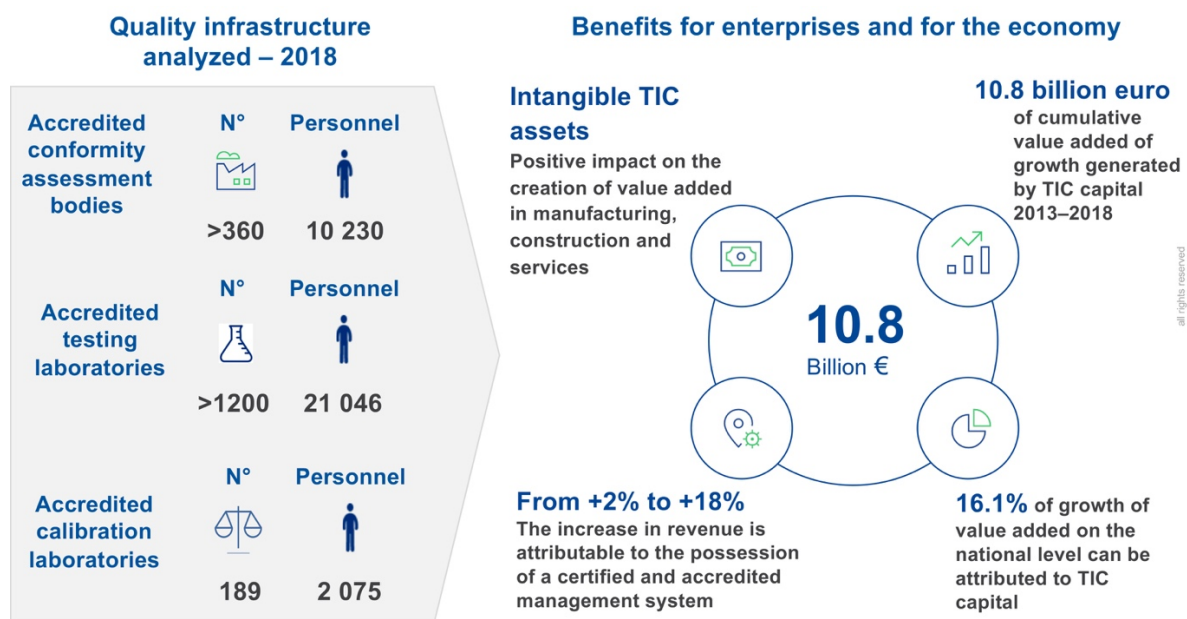 Quality infrastructure
analyzed – 2018
Accredited
conformity
assessment
bodies
N°
Personnel
>360
10 230
Accredited
testing
laboratories
N°
Personnel
>1200
21 046
Accredited
calibration
laboratories
N°
Personnel
189
2 075
Benefits for enterprises and for the economy
Intangible TIC
assets
Positive impact on the
creation of value added
in manufacturing,
construction and
services
10.8 billion euro
of cumulative
value added of
growth generated
by TIC capital
2013–2018
10.8
Billion €
From +2% to +18%
The increase in revenue is
attributable to the possession
of a certified and accredited
management system
16.1% of growth of
value added on the
national level can be
attributed to TIC
capital
all rights reserved